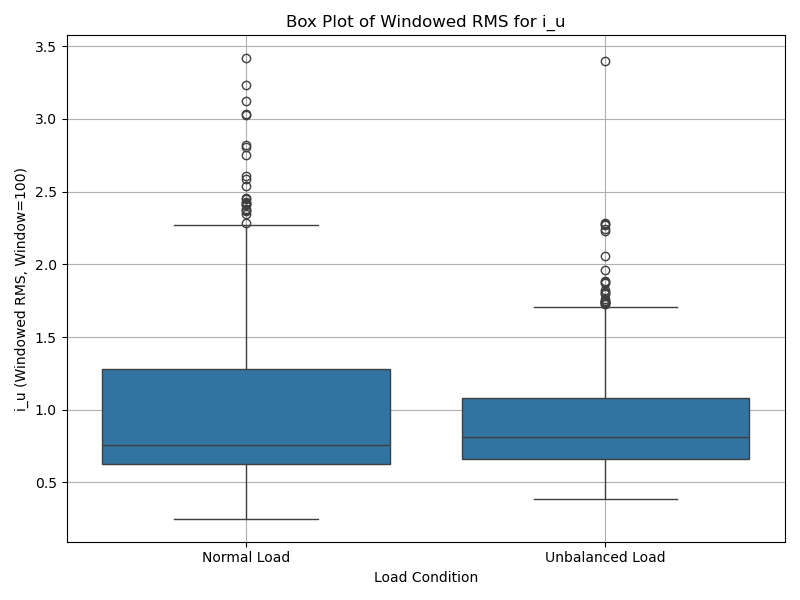 Box Plot of Windowed RMS for i_u
i_u (Windowed RMS, Window=100)
3.5
3.0
2.5
2.0
1.5
1.0
0.5
Normal Load
Unbalanced Load
Load Condition